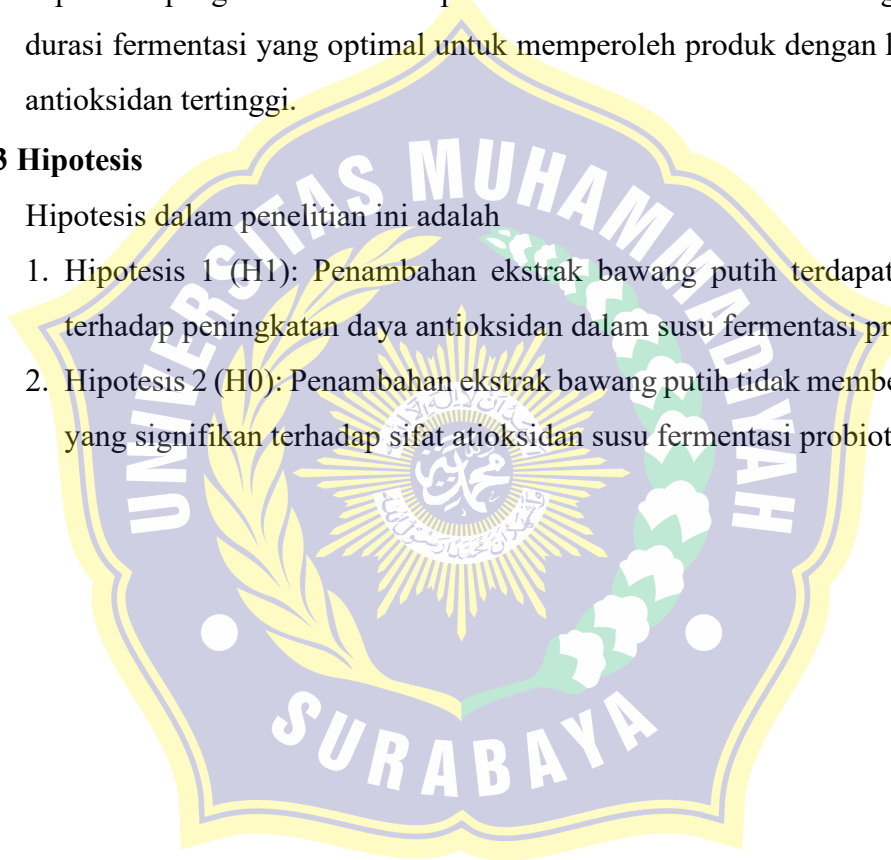 durasi fermentasi yang optimal untuk memperoleh produk dengan
antioksidan tertinggi.
3 Hipotesis
Hipotesis dalam penelitian ini adalah
1. Hipotesis 1 (H1): Penambahan ekstrak bawang putih terdapat
terhadap peningkatan daya antioksidan dalam susu fermentasi pr
2. Hipotesis 2 (H0): Penambahan ekstrak bawang putih tidak membe
yang signifikan terhadap sifat atioksidan susu fermentasi probiot
UNIVERSITAS MUHAMMADIYAH
SURABAYA